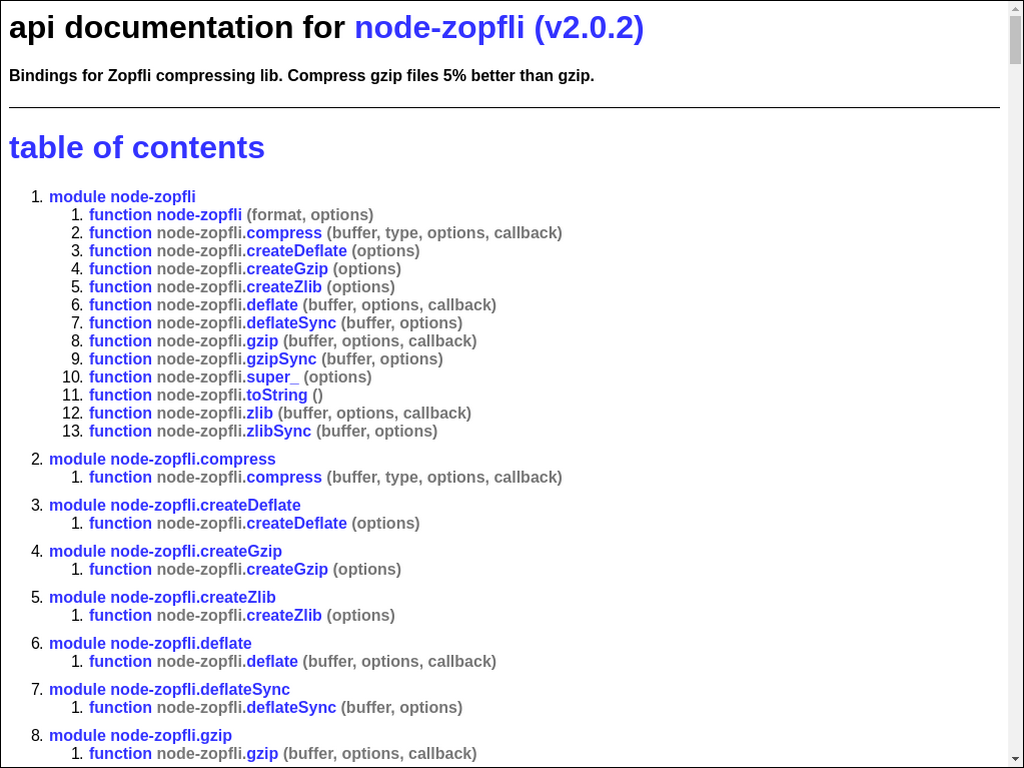 api documentation for node-zopfli (v2.0.2)
Bindings for Zopfli compressing lib. Compress gzip files 5% better than gzip.
table of contents
1. module node-zopfli
1. function node-zopfli (format, options)
2. function node-zopfli.compress (buffer, type, options, callback)
3. function node-zopfli.createDeflate (options)
4. function node-zopfli.createGzip (options)
5. function node-zopfli.createZlib (options)
6. function node-zopfli.deflate (buffer, options, callback)
7. function node-zopfli.deflateSync (buffer, options)
8. function node-zopfli.gzip (buffer, options, callback)
9. function node-zopfli.gzipSync (buffer, options)
10. function node-zopfli.super_ (options)
11. function node-zopfli.toString ()
12. function node-zopfli.zlib (buffer, options, callback)
13. function node-zopfli.zlibSync (buffer, options)
2. module node-zopfli.compress
1. function node-zopfli.compress (buffer, type, options, callback)
3. module node-zopfli.createDeflate
1. function node-zopfli.createDeflate (options)
4. module node-zopfli.createGzip
1. function node-zopfli.createGzip (options)
5. module node-zopfli.createZlib
1. function node-zopfli.createZlib (options)
6. module node-zopfli.deflate
1. function node-zopfli.deflate (buffer, options, callback)
7. module node-zopfli.deflateSync
1. function node-zopfli.deflateSync (buffer, options)
8. module node-zopfli.gzip
1. function node-zopfli.gzip (buffer, options, callback)